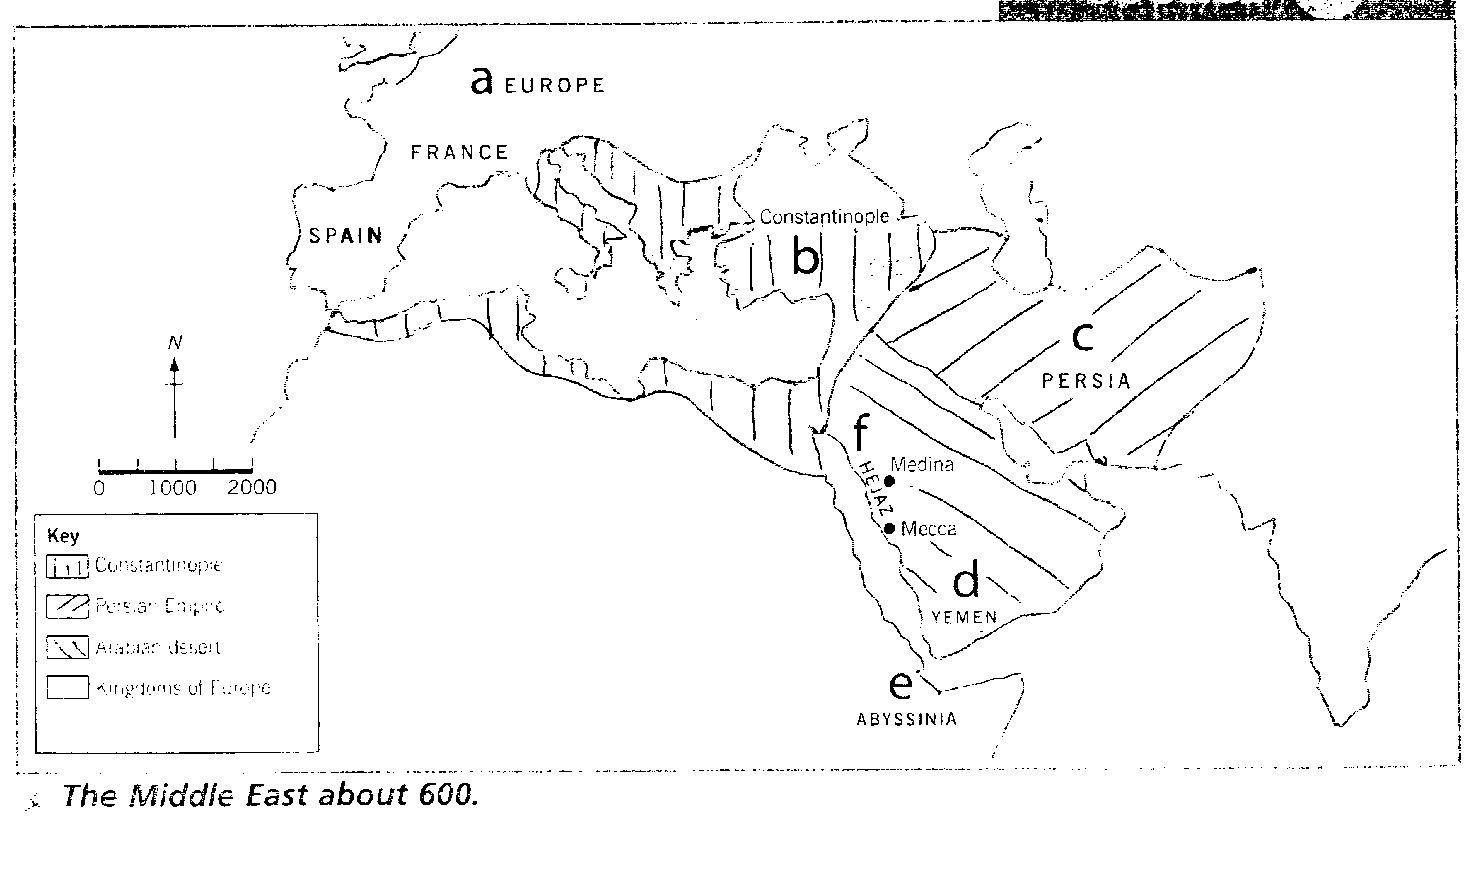 a EUROPE
FRANCE
SPAIN
Constantinople
b
c
PERSIA
N
0 1000 2000
f
HEJAZ
Medina
Mecca
d
YEMEN
e
ABYSSINIA
Key
Constantinople
Persian Empire
Arabian desert
Kingdoms of Europe
The Middle East about 600.